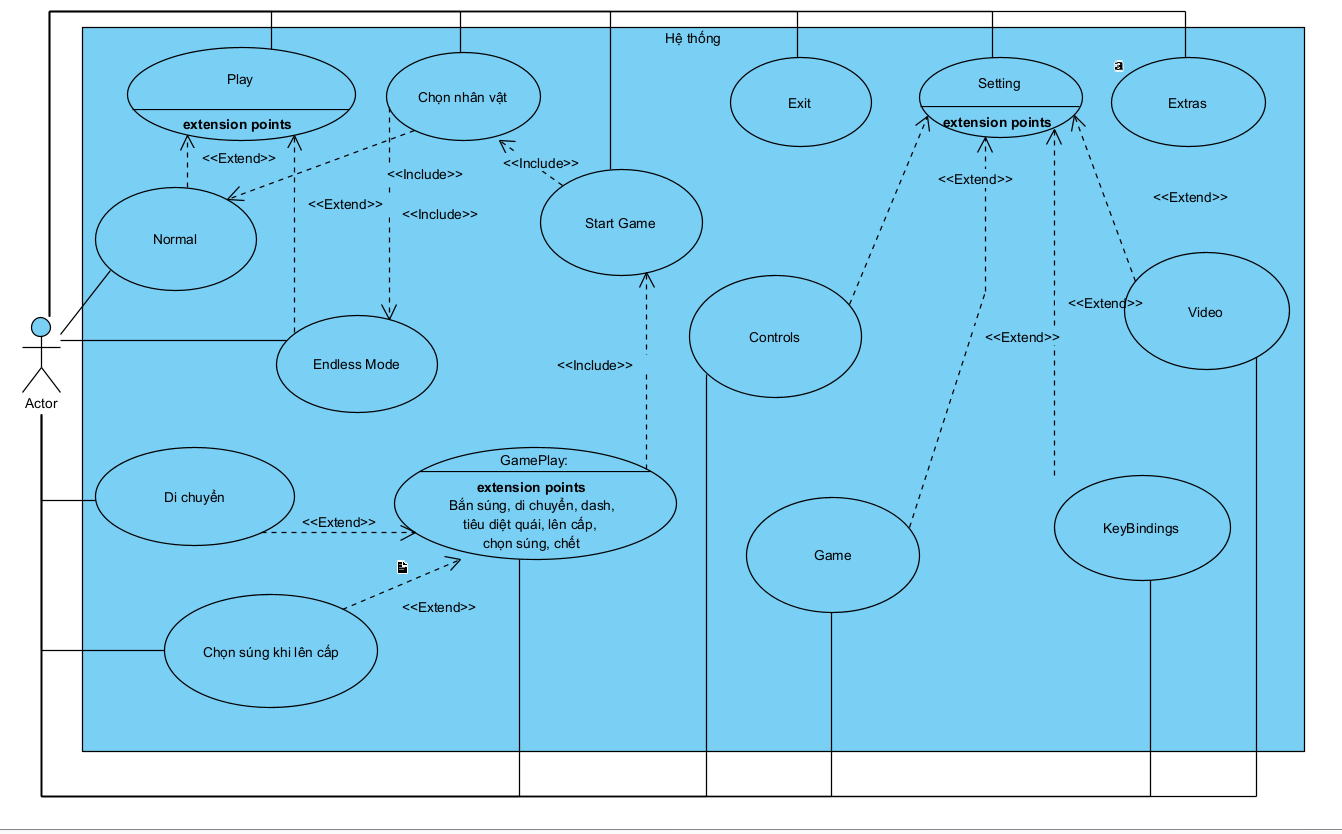 Hệ thống
Play
extension points
Chọn nhân vật
Exit
Setting
extension points
a
Extras
<<Extend>>
<<Include>>
<<Include>>
<<Extend>>
<<Extend>>
<<Extend>>
<<Include>>
Normal
Start Game
<<Extend>>
Video
Controls
<<Extend>>
Endless Mode
<<Include>>
Actor
GamePlay:
extension points
Bắn súng, di chuyển, dash,
tiêu diệt quái, lên cấp,
chọn súng, chết
Di chuyển
<<Extend>>
Game
KeyBindings
<<Extend>>
Chọn súng khi lên cấp